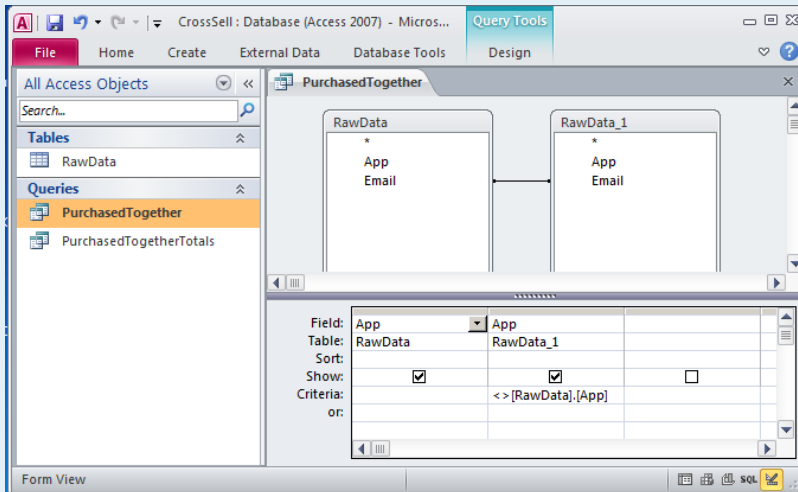 A CrossSell : Database (Access 2007) - Micros... Query Tools
File Home Create External Data Database Tools Design
All Access Objects
Search...
Tables
RawData
Queries
PurchasedTogether
PurchasedTogetherTotals
PurchasedTogether
RawData
*
App
Email
RawData_1
*
App
Email
Field: App App
Table: RawData RawData_1
Sort:
Show:
Criteria: <>[RawData].[App]
or:
Form View SQL